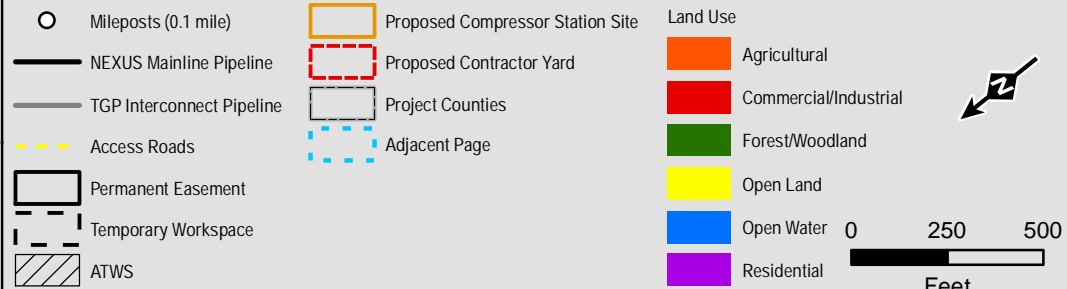 Mileposts (0.1 mile)
NEXUS Mainline Pipeline
TGP Interconnect Pipeline
Access Roads
Permanent Easement
Temporary Workspace
ATWS
Proposed Compressor Station Site
Proposed Contractor Yard
Project Counties
Adjacent Page
Land Use
Agricultural
Commercial/Industrial
Forest/Woodland
Open Land
Open Water
Residential
N
0 250 500
Feet